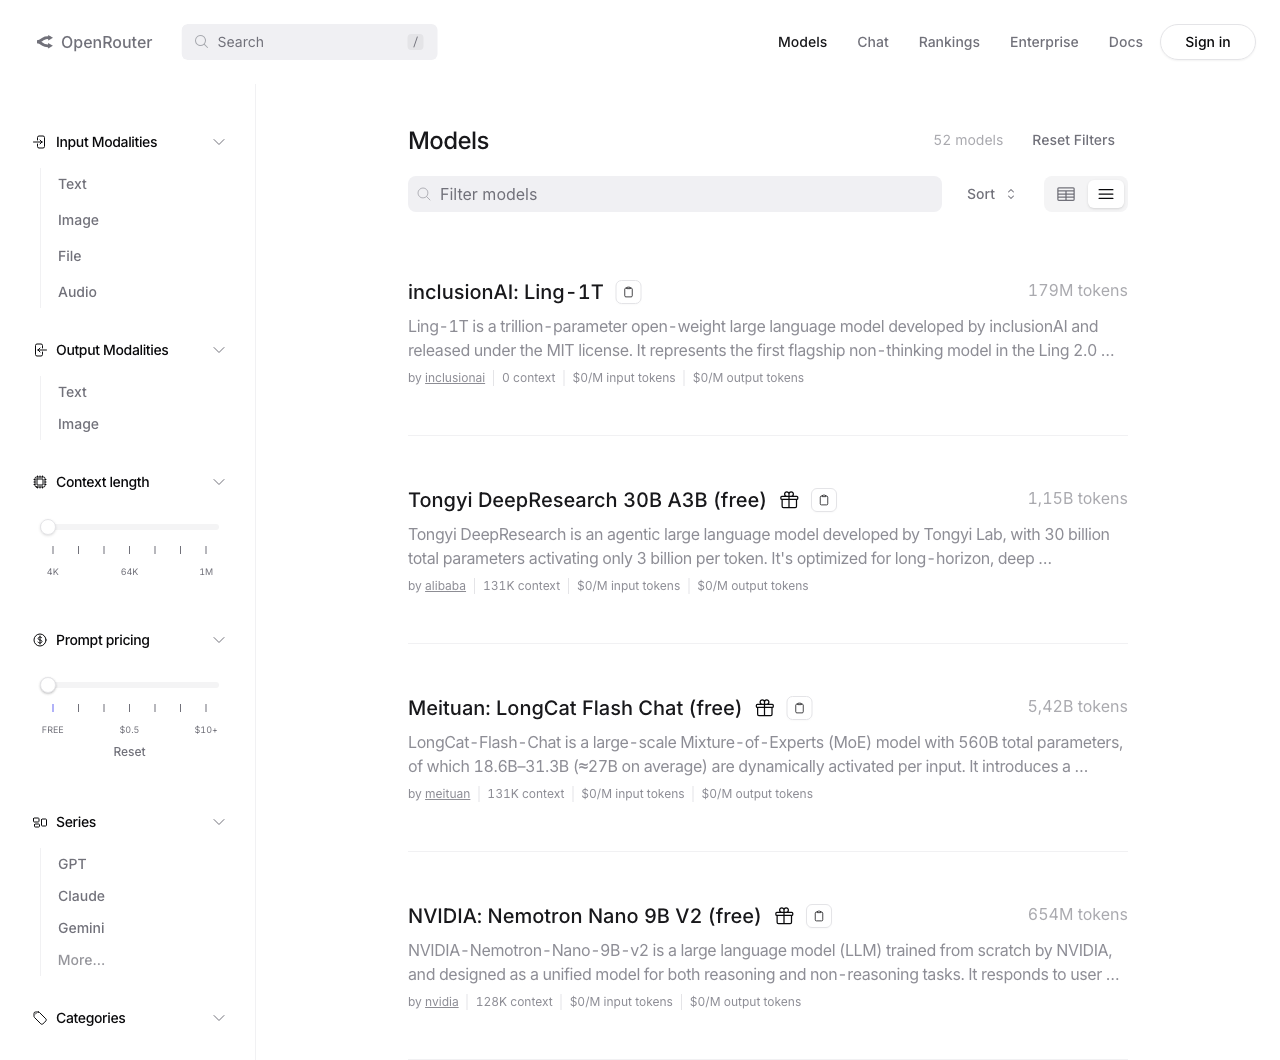 OpenRouter
Search
/
Models
Chat
Rankings
Enterprise
Docs
Sign in
Input Modalities
Text
Image
File
Audio
Output Modalities
Text
Image
Context length
4K 64K 1M
Prompt pricing
FREE $0.5 $10+
Reset
Series
GPT
Claude
Gemini
More...
Categories
Models
52 models
Reset Filters
Filter models
Sort
inclusionAI: Ling-1T
179M tokens
Ling-1T is a trillion-parameter open-weight large language model developed by inclusionAI and
released under the MIT license. It represents the first flagship non-thinking model in the Ling 2.0 ...
by inclusionai 0 context $0/M input tokens $0/M output tokens
Tongyi DeepResearch 30B A3B (free)
1,15B tokens
Tongyi DeepResearch is an agentic large language model developed by Tongyi Lab, with 30 billion
total parameters activating only 3 billion per token. It's optimized for long-horizon, deep ...
by alibaba 131K context $0/M input tokens $0/M output tokens
Meituan: LongCat Flash Chat (free)
5,42B tokens
LongCat-Flash-Chat is a large-scale Mixture-of-Experts (MoE) model with 560B total parameters,
of which 18.6B–31.3B (≈27B on average) are dynamically activated per input. It introduces a ...
by meituan 131K context $0/M input tokens $0/M output tokens
NVIDIA: Nemotron Nano 9B V2 (free)
654M tokens
NVIDIA-Nemotron-Nano-9B-v2 is a large language model (LLM) trained from scratch by NVIDIA,
and designed as a unified model for both reasoning and non-reasoning tasks. It responds to user ...
by nvidia 128K context $0/M input tokens $0/M output tokens